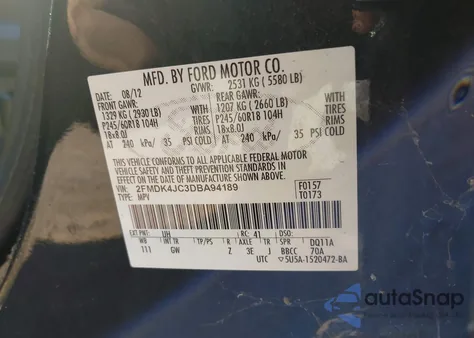 MFD. BY FORD MOTOR CO.
DATE: 08/12 GVWR: 2531 KG ( 5580 LB)
FRONT GAWR: REAR GAWR:
1329 KG ( 2930 LB) 1207 KG ( 2660 LB)
P245/60R18 104H TIRES P245/60R18 104H TIRES
18x8.0J RIMS 18x8.0J RIMS
AT 240 kPa/ 35 PSI COLD AT 240 kPa/ 35 PSI COLD
THIS VEHICLE CONFORMS TO ALL APPLICABLE FEDERAL MOTOR
VEHICLE SAFETY AND THEFT PREVENTION STANDARDS IN
EFFECT ON THE DATE OF MANUFACTURE SHOWN ABOVE.
VIN: 2FMDK4JC3DBA94189 F0157
TYPE: MPV T0173
EXT PNT: UH RC: 41 DSO:
WB INT TR TP/PS R AXLE TR SPR DQ11A
111 GW Z 3E J BBCC 70A
UTC 5U5A-1520472-BA
autoSnap